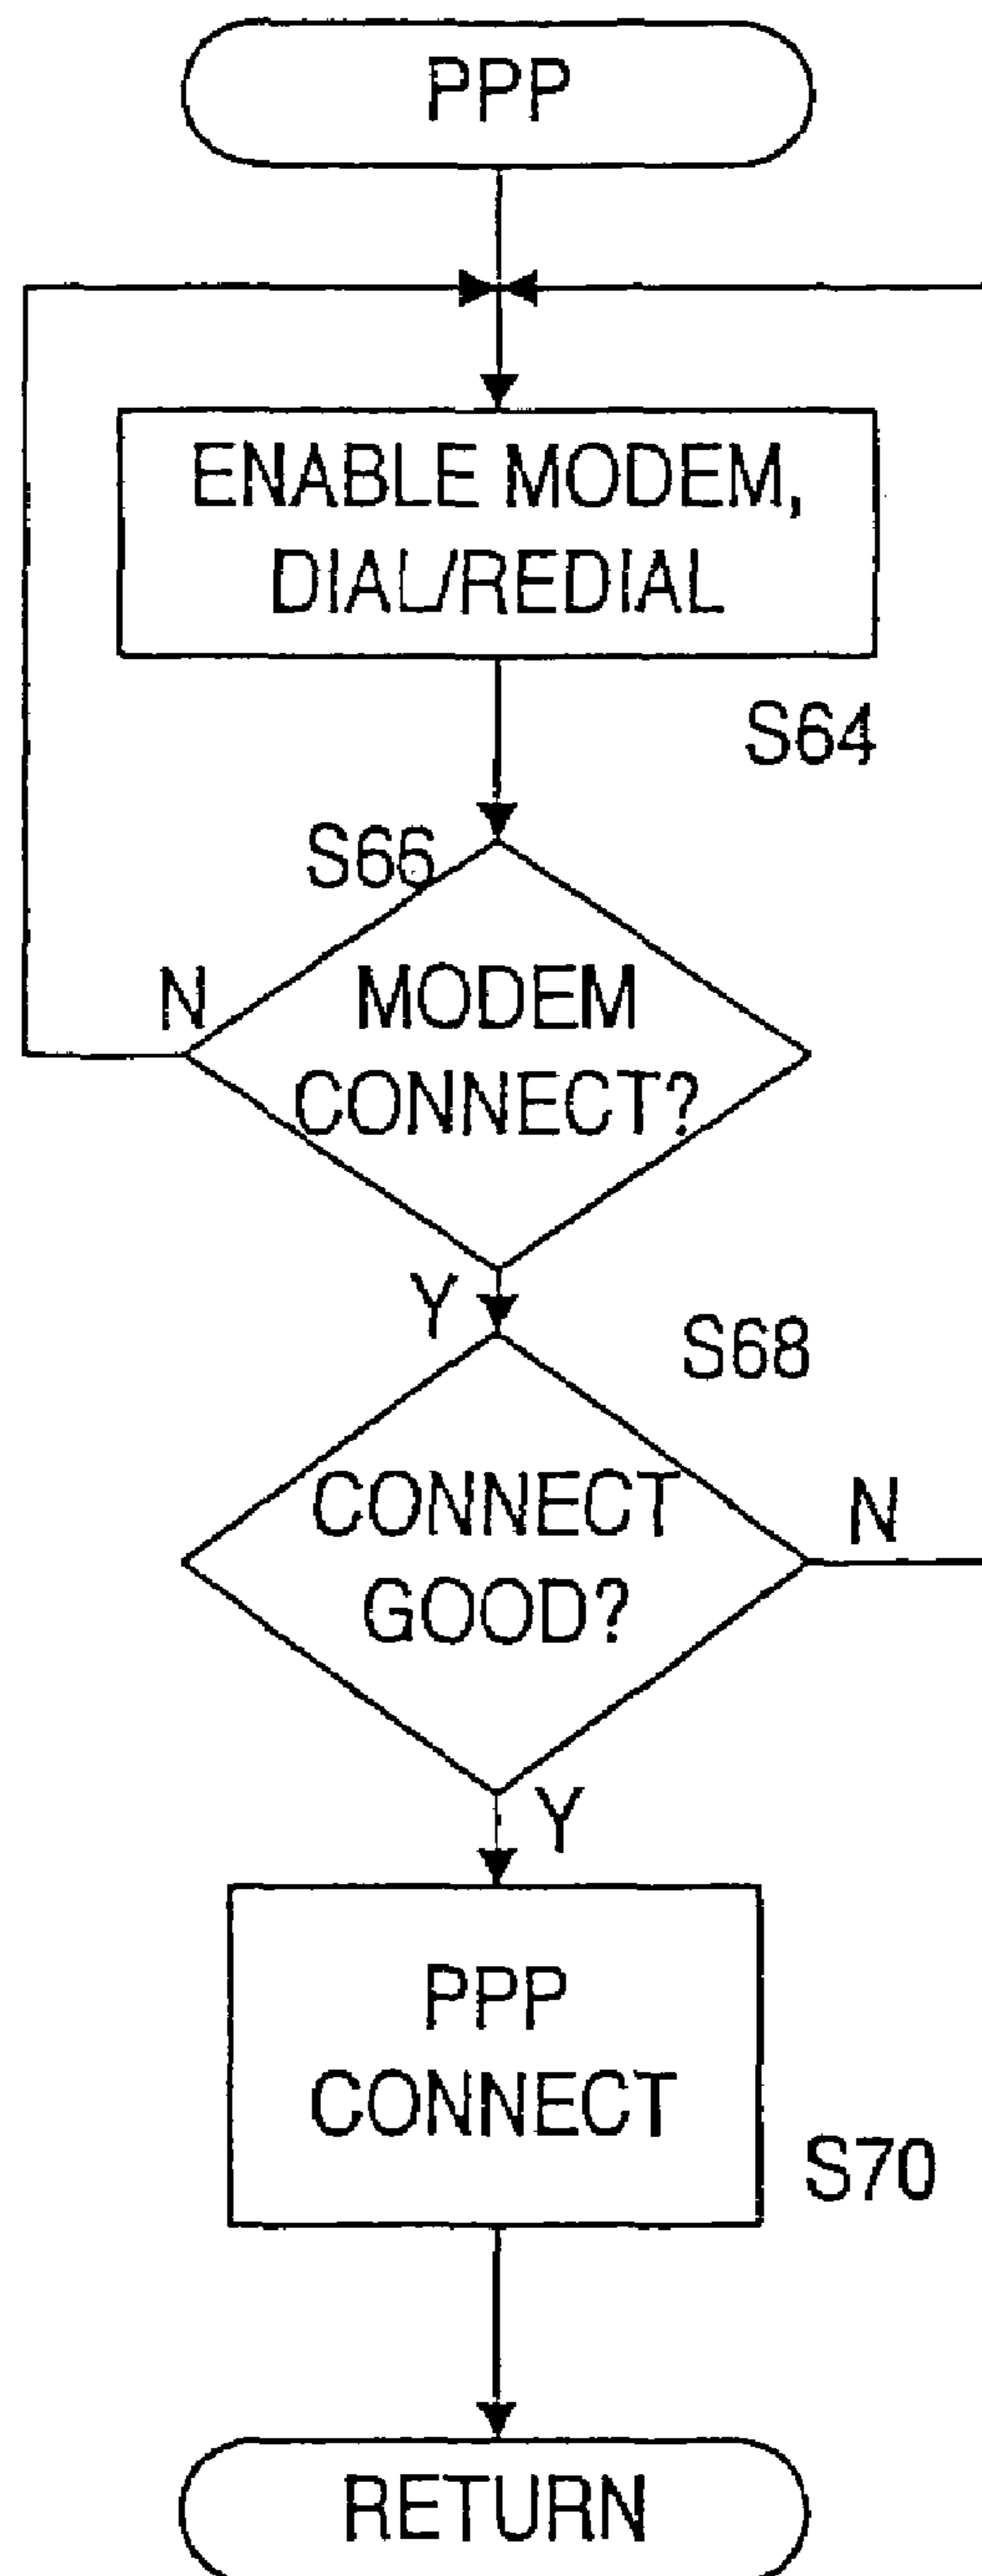 PPP
ENABLE MODEM,
DIAL/REDIAL
S64
S66
N
MODEM
CONNECT?
Y
S68
CONNECT
GOOD?
N
Y
PPP
CONNECT
S70
RETURN